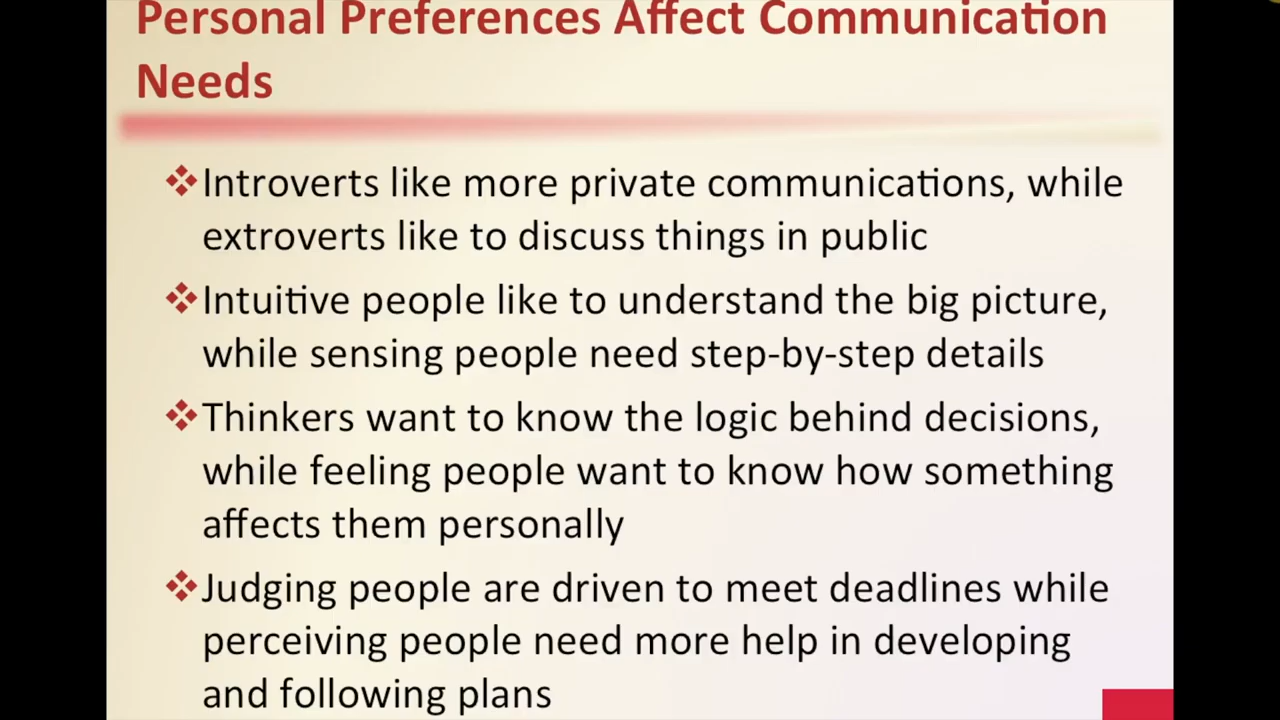 Personal Preferences Affect Communication
Needs
Introverts like more private communications, while
extroverts like to discuss things in public
Intuitive people like to understand the big picture,
while sensing people need step-by-step details
Thinkers want to know the logic behind decisions,
while feeling people want to know how something
affects them personally
Judging people are driven to meet deadlines while
perceiving people need more help in developing
and following plans